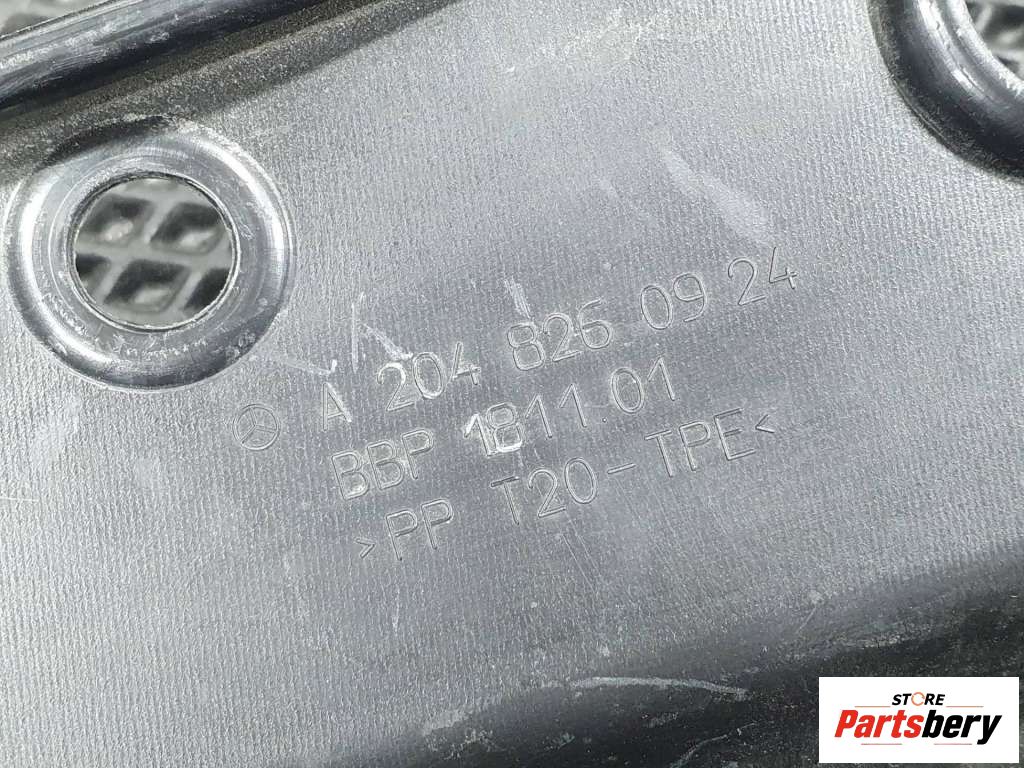 A 204 826 09 24
BBP 1811.01
>PP T20-TPE<
STORE
Partsbery